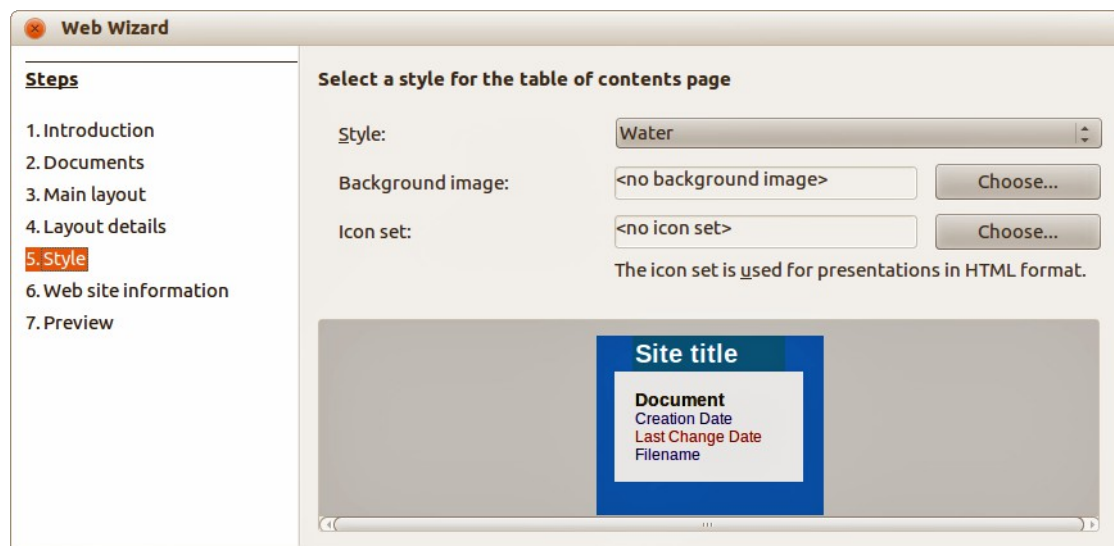 Web Wizard
Steps
1. Introduction
2. Documents
3. Main layout
4. Layout details
5. Style
6. Web site information
7. Preview
Select a style for the table of contents page
Style:
Water
Background image:
<no background image>
Choose...
Icon set:
<no icon set>
Choose...
The icon set is used for presentations in HTML format.
Site title
Document
Creation Date
Last Change Date
Filename